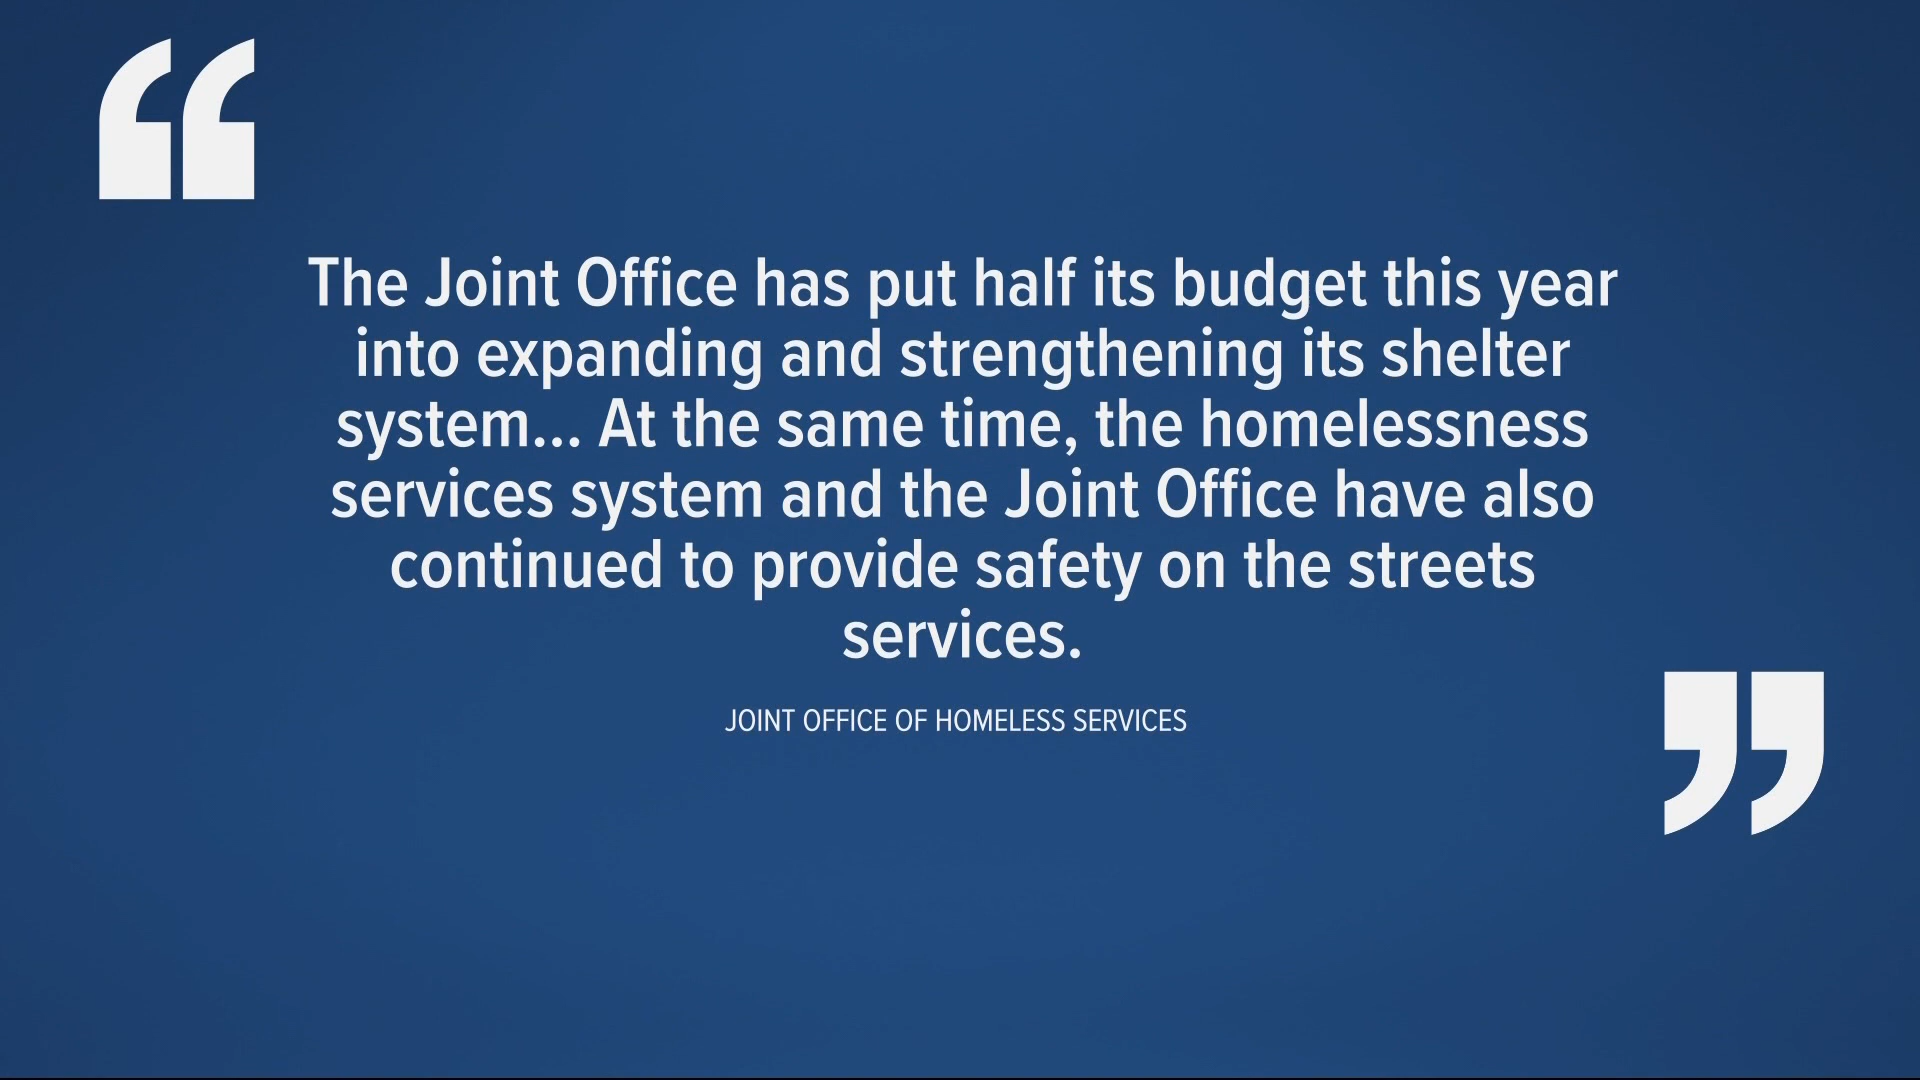 “
The Joint Office has put half its budget this year
into expanding and strengthening its shelter
system... At the same time, the homelessness
services system and the Joint Office have also
continued to provide safety on the streets
services.
”
JOINT OFFICE OF HOMELESS SERVICES